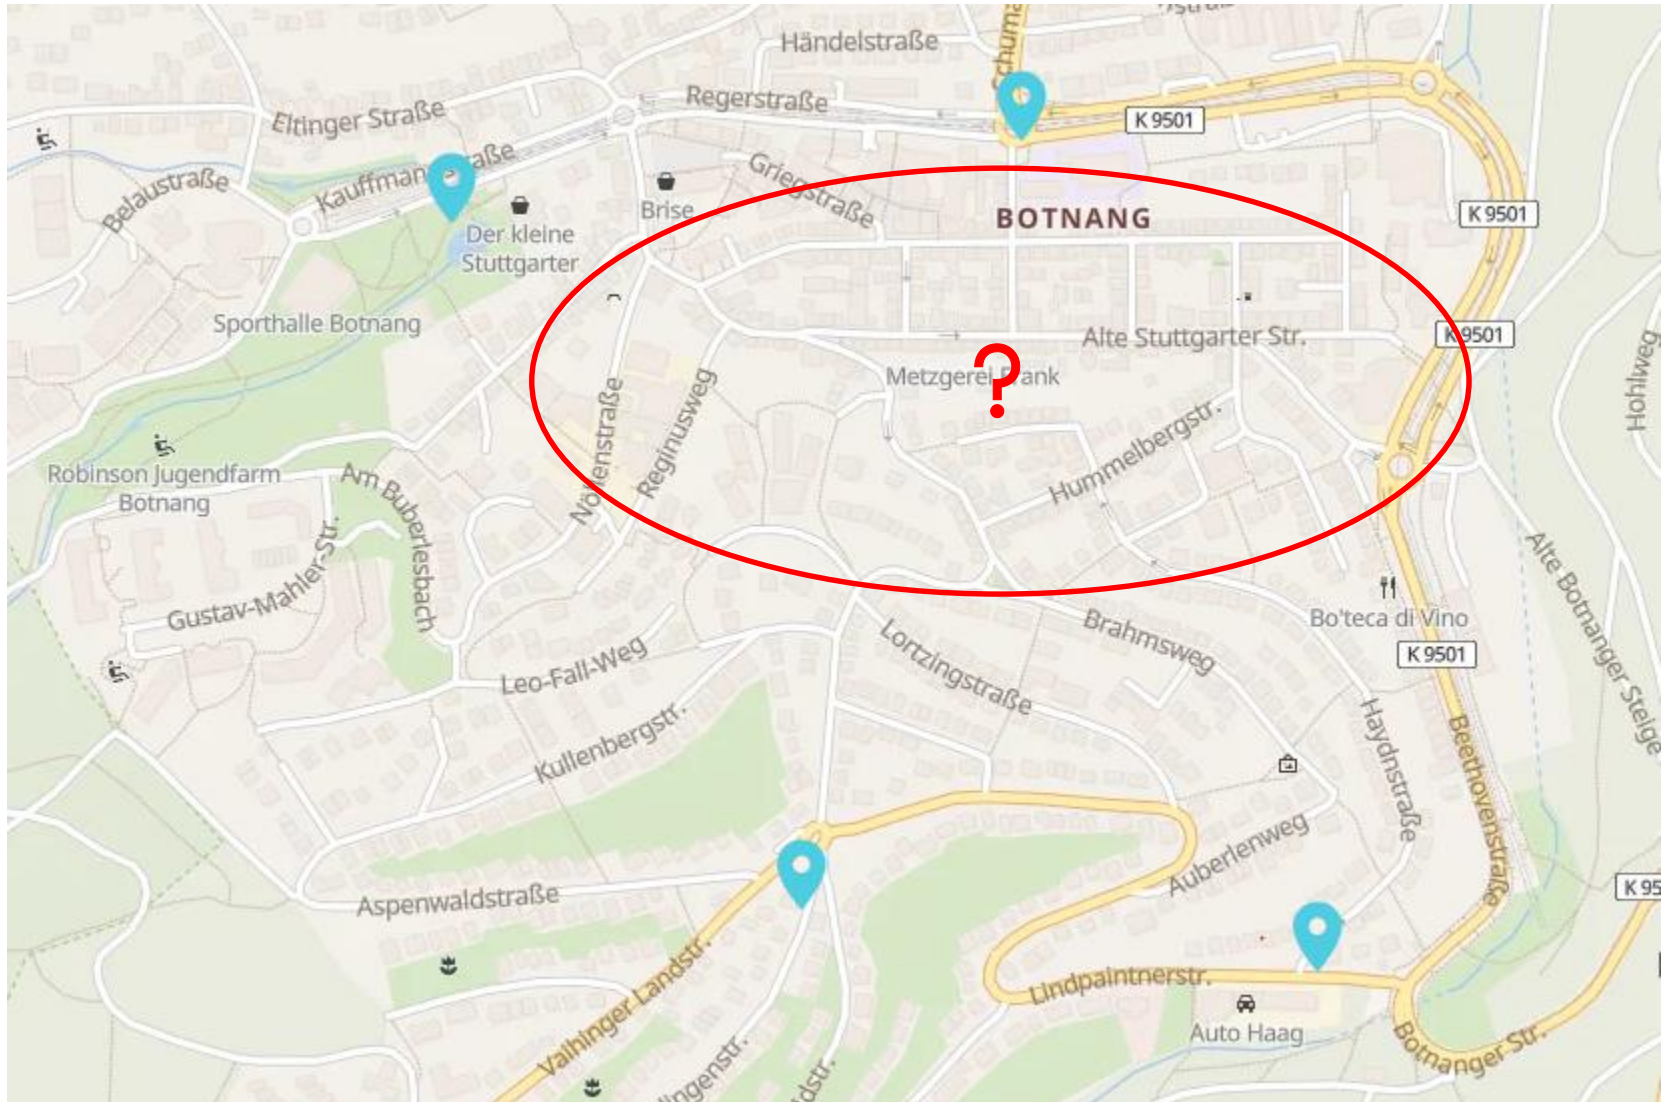 Händelstraße
Regerstraße
K 9501
Eltinger Straße
Griegstraße
Belaustraße
Brise
BOTNANG
K 9501
Der kleine
Stuttgarter
Sporthalle Botnang
Alte Stuttgarter Str.
K 9501
?
Metzgerei Frank
Hohlweg
Nöllenstraße
Reginusweg
Hummelbergstr.
Robinson Jugendfarm
Botnang
Am Buberlesbach
Gustav-Mahler-Str.
Alte Botnanger Steige
Bo'teca di Vino
Brahmsweg
K 9501
Leo-Fall-Weg
Lortzingstraße
Kullenbergstr.
Haydnstraße
Beethovenstraße
Auberlenweg
K 95
Aspenwaldstraße
Vaihinger Landstr.
Lindpaintnerstr.
Auto Haag
Botnanger Str.